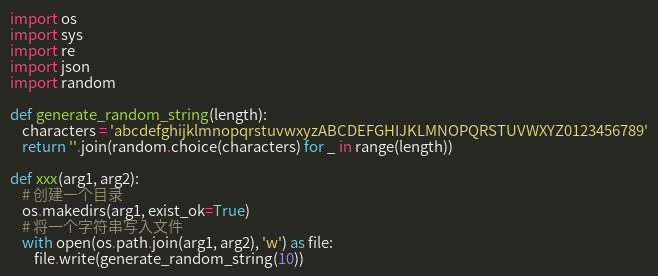 import os
import sys
import re
import json
import random

def generate_random_string(length):
    characters = 'abcdefghijklmnopqrstuvwxyzABCDEFGHIJKLMNOPQRSTUVWXYZ0123456789'
    return ''.join(random.choice(characters) for _ in range(length))

def xxx(arg1, arg2):
    # 创建一个目录
    os.makedirs(arg1, exist_ok=True)
    # 将一个字符串写入文件
    with open(os.path.join(arg1, arg2), 'w') as file:
        file.write(generate_random_string(10))